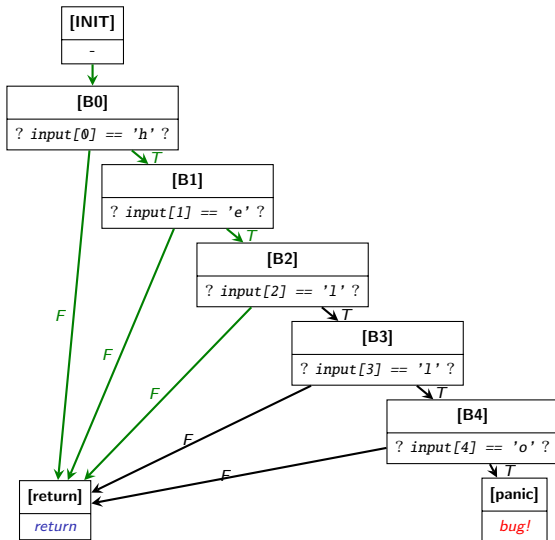 [INIT]
-
[B0]
? input[0] == 'h' ?
T
[B1]
? input[1] == 'e' ?
T
[B2]
? input[2] == 'l' ?
T
[B3]
? input[3] == 'l' ?
T
[B4]
? input[4] == 'o' ?
T
F
F
F
F
F
[return]
return
[panic]
bug!